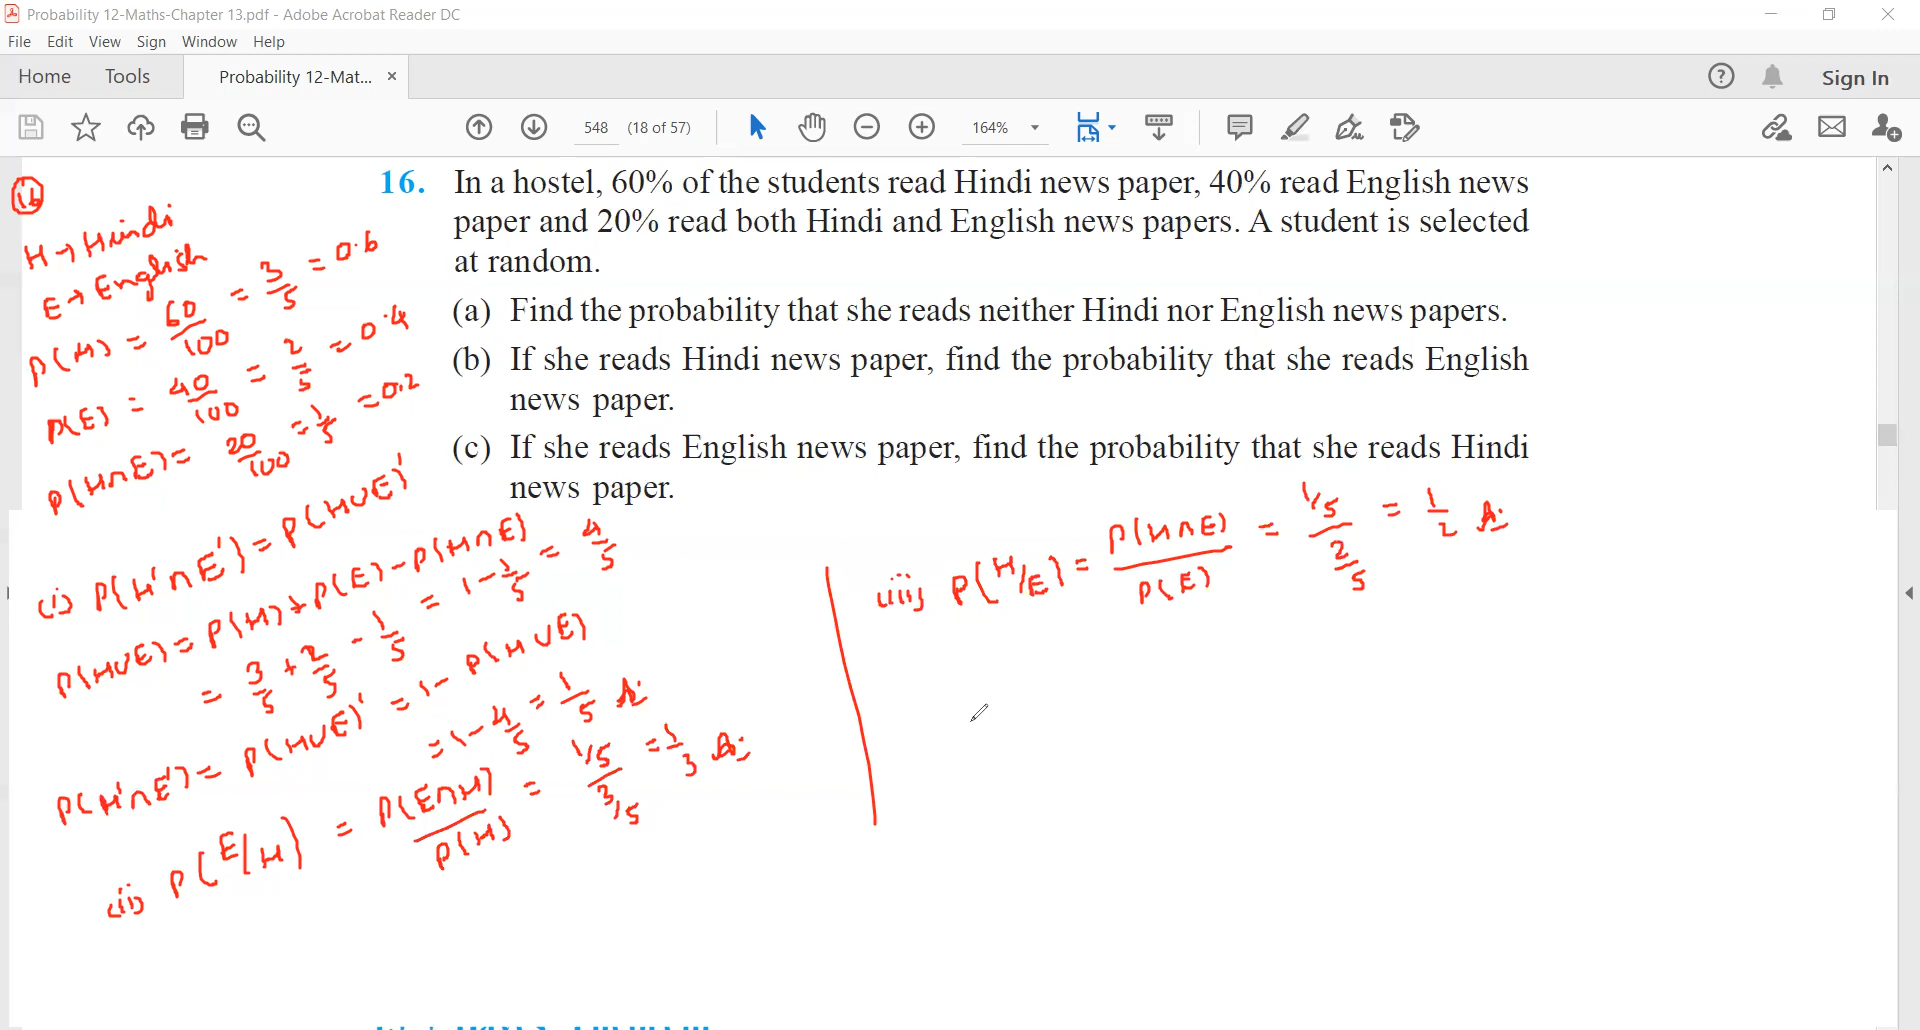 Probability 12-Maths-Chapter 13.pdf - Adobe Acrobat Reader DC
File Edit View Sign Window Help
Home Tools Probability 12-Mat... × ? Sign In
548 (18 of 57) 164%
16. In a hostel, 60% of the students read Hindi news paper, 40% read English news
paper and 20% read both Hindi and English news papers. A student is selected
at random.
(a) Find the probability that she reads neither Hindi nor English news papers.
(b) If she reads Hindi news paper, find the probability that she reads English
news paper.
(c) If she reads English news paper, find the probability that she reads Hindi
news paper.
16
H→Hindi
E→English
P(H) = 60/100 = 3/5 = 0.6
P(E) = 40/100 = 2/5 = 0.4
P(H∩E) = 20/100 = 1/5 = 0.2
(i) P(H'∩E') = P(H∪E)'
P(H∪E) = P(H)+P(E)-P(H∩E)
= 3/5 + 2/5 - 1/5 = 1-1/5 = 4/5
P(H'∩E') = P(H∪E)' = 1- P(H∪E)
= 1-4/5 = 1/5
(ii) P(E/H) = P(E∩H)/P(H) = 1/5 / 3/5 = 1/3
(iii) P(H/E) = P(H∩E)/P(E) = 1/5 / 2/5 = 1/2